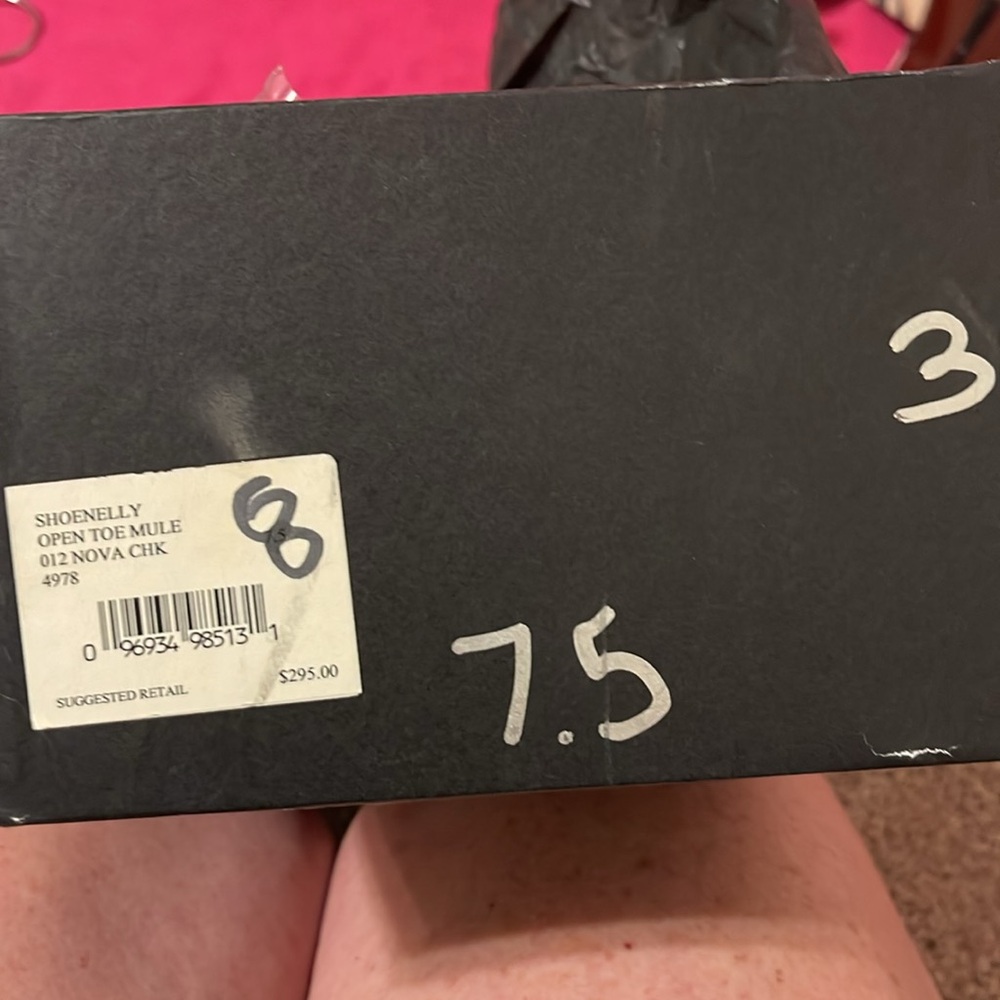 3
SHOENELLY
OPEN TOE MULE
012 NOVA CHK
4978
8
0 96934 98513 1
$295.00
SUGGESTED RETAIL
7.5